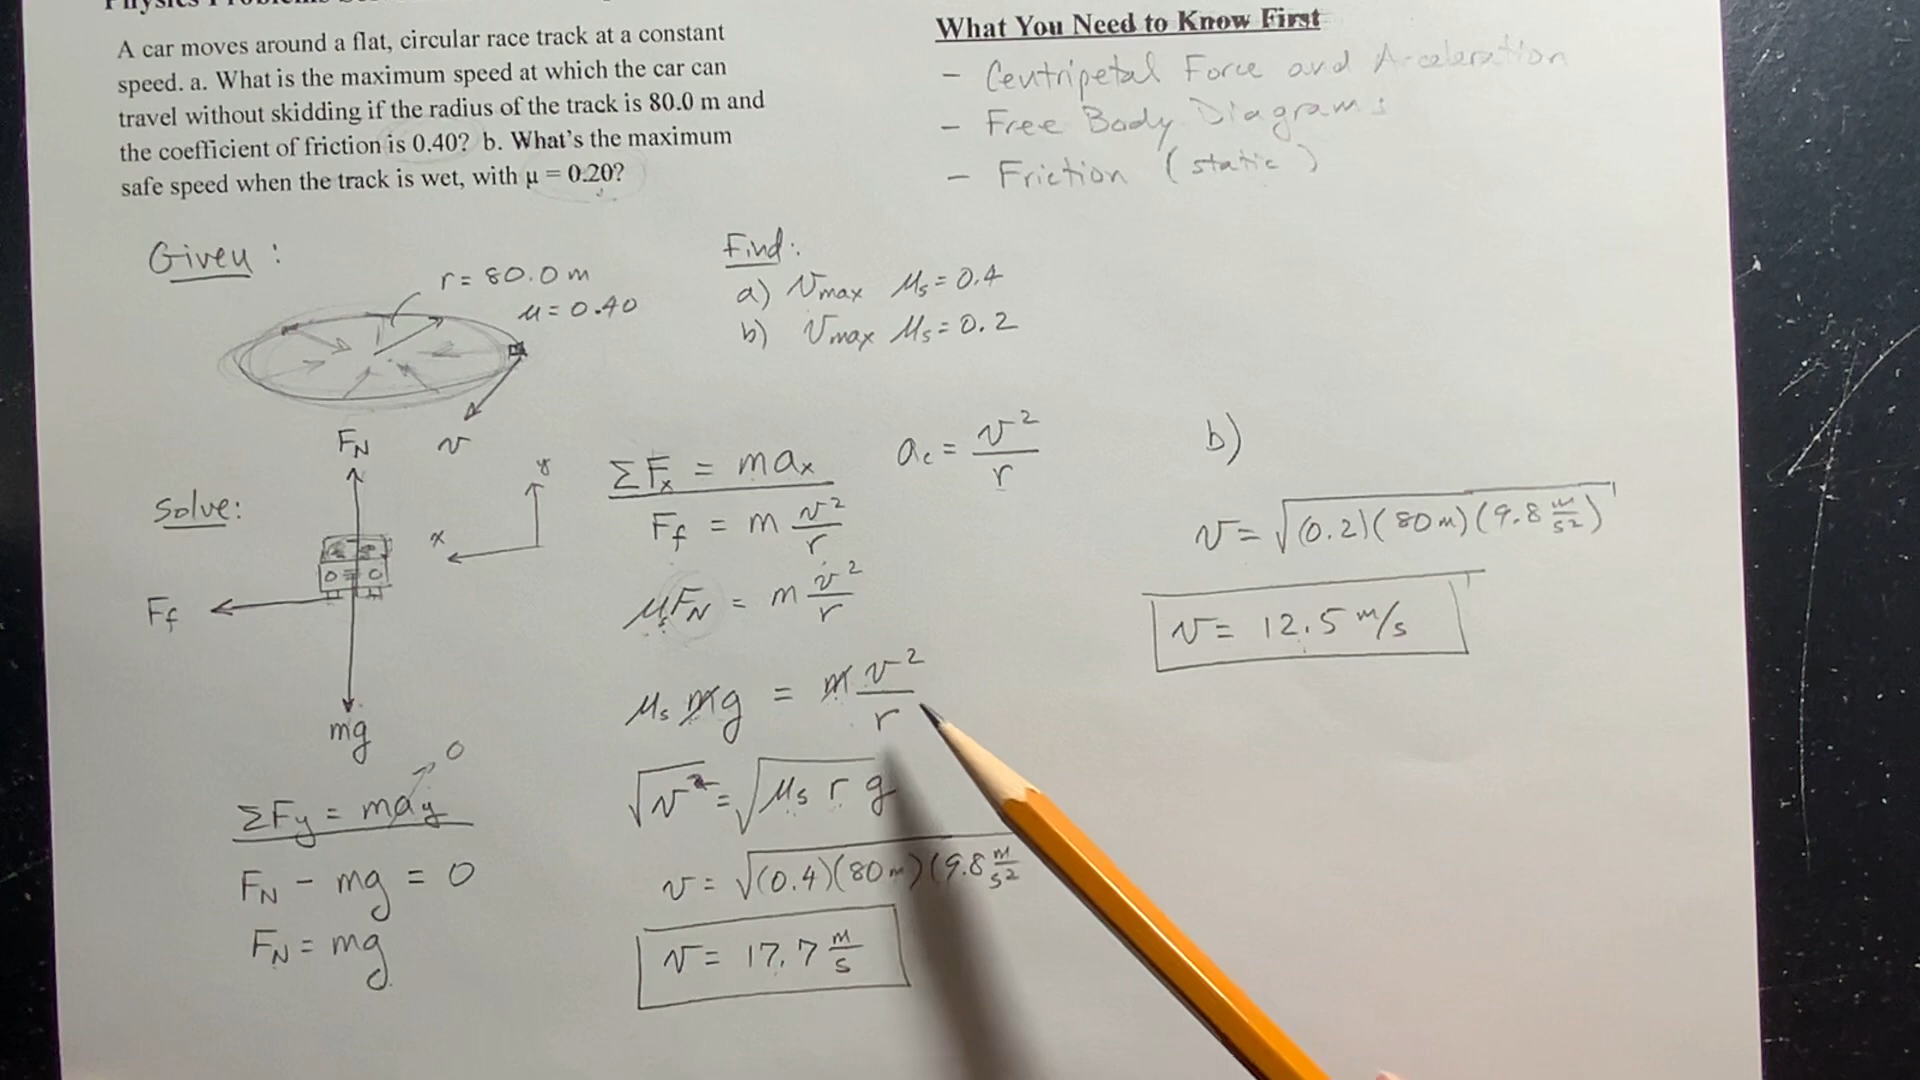 A car moves around a flat, circular race track at a constant
speed. a. What is the maximum speed at which the car can
travel without skidding if the radius of the track is 80.0 m and
the coefficient of friction is 0.40? b. What's the maximum
safe speed when the track is wet, with μ = 0.20?
What You Need to Know First
- Centripetal Force and Acceleration
- Free Body Diagrams
- Friction (static)
Given:
r = 80.0 m
μ = 0.40
v
Find:
a) vmax μs = 0.4
b) vmax μs = 0.2
Solve:
FN
y
x
Ff
mg
0
ΣFy = may
FN - mg = 0
FN = mg
ΣFx = max
ac = v²/r
Ff = m v²/r
μsFN = m v²/r
μs mg = m v²/r
√v² = √μs r g
v = √(0.4)(80 m)(9.8 m/s²
v = 17.7 m/s
b)
v = √(0.2)(80 m)(9.8 m/s²)
v = 12.5 m/s